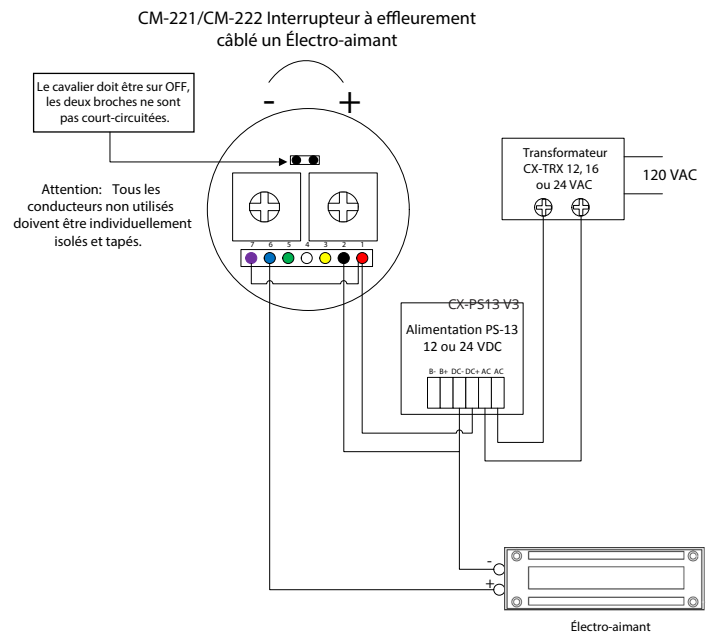 CM-221/CM-222 Interrupteur à effleurement
câblé un Électro-aimant
Le cavalier doit être sur OFF,
les deux broches ne sont
pas court-circuitées.
- +
Attention: Tous les
conducteurs non utilisés
doivent être individuellement
isolés et tapés.
7 6 5 4 3 2 1
Transformateur
CX-TRX 12, 16
ou 24 VAC
120 VAC
CX-PS13 V3
Alimentation PS-13
12 ou 24 VDC
B- B+ DC- DC+ AC AC
-
+
Électro-aimant